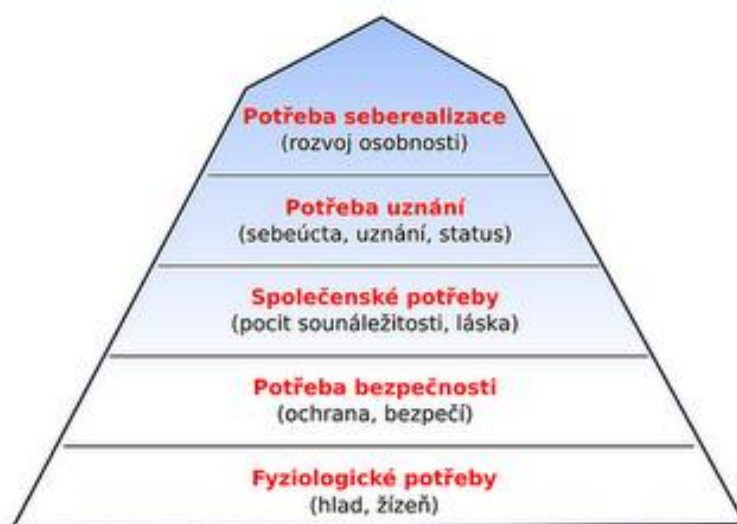 Potřeba seberealizace
(rozvoj osobnosti)
Potřeba uznání
(sebeúcta, uznání, status)
Společenské potřeby
(pocit sounáležitosti, láska)
Potřeba bezpečnosti
(ochrana, bezpečí)
Fyziologické potřeby
(hlad, žízeň)